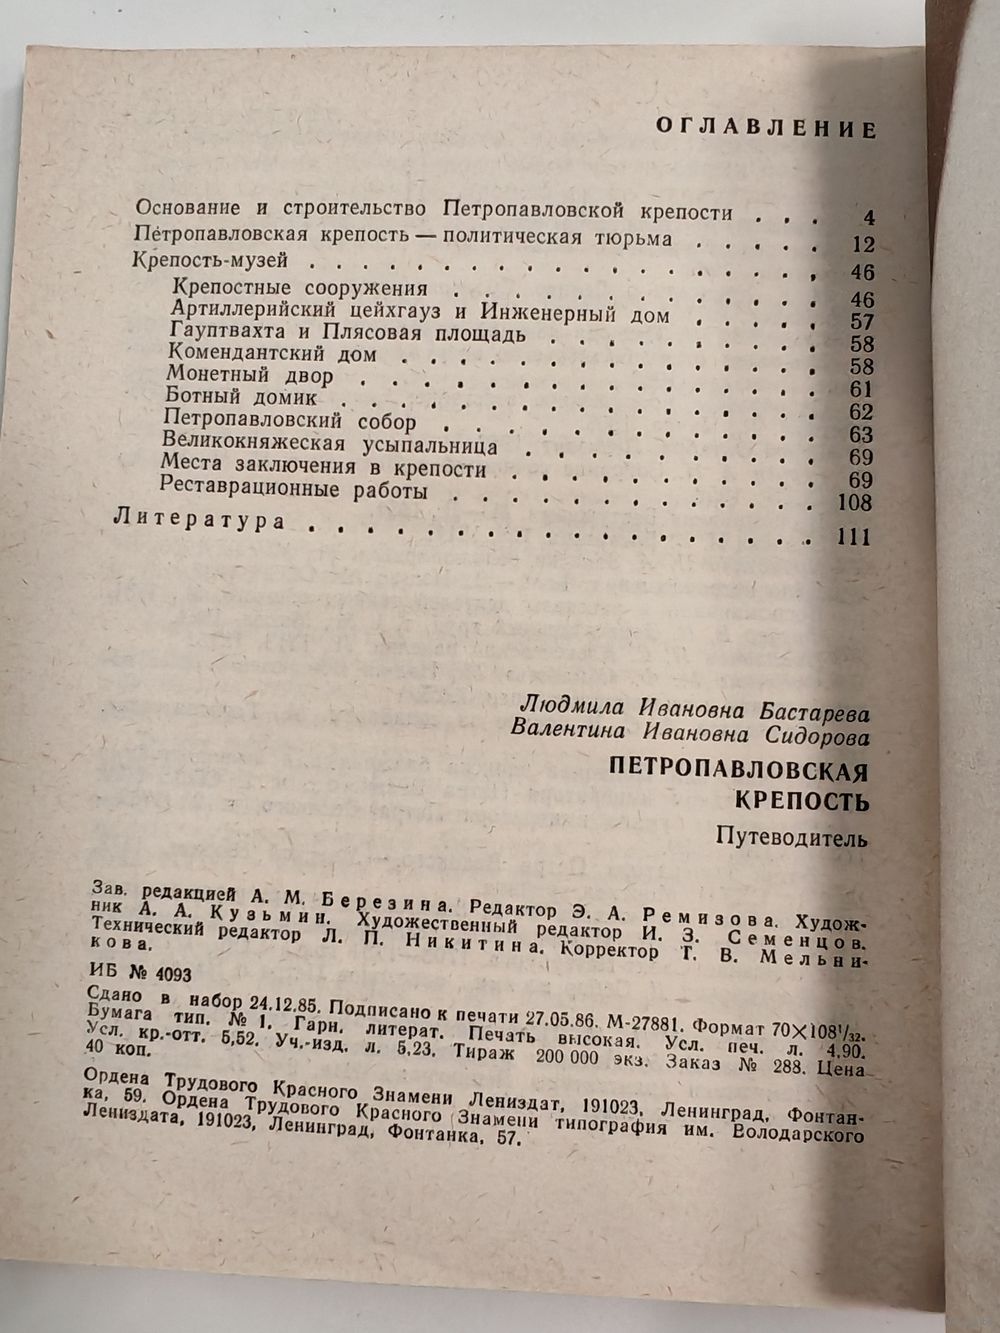 ОГЛАВЛЕНИЕ
Основание и строительство Петропавловской крепости . . . 4
Петропавловская крепость — политическая тюрьма . . . . . 12
Крепость-музей . . . . . . . . . . . . . . . . . . 46
Крепостные сооружения . . . . . . . . . . . . . 46
Артиллерийский цейхгауз и Инженерный дом . . . . . 57
Гауптвахта и Плясовая площадь . . . . . . . . . . 58
Комендантский дом . . . . . . . . . . . . . . . 58
Монетный двор . . . . . . . . . . . . . . . . 61
Ботный домик . . . . . . . . . . . . . . . . . 62
Петропавловский собор . . . . . . . . . . . . . 63
Великокняжеская усыпальница . . . . . . . . . . 69
Места заключения в крепости . . . . . . . . . . . 69
Реставрационные работы . . . . . . . . . . . . . 108
Литература . . . . . . . . . . . . . . . . . . 111
Людмила Ивановна Бастарева
Валентина Ивановна Сидорова
ПЕТРОПАВЛОВСКАЯ
КРЕПОСТЬ
Путеводитель
Зав. редакцией А. М. Березина. Редактор Э. А. Ремизова. Худож-
ник А. А. Кузьмин. Художественный редактор И. З. Семенцов.
Технический редактор Л. П. Никитина. Корректор Т. В. Мельни-
кова.
ИБ № 4093
Сдано в набор 24.12.85. Подписано к печати 27.05.86. М-27881. Формат 70×108¹/₃₂.
Бумага тип. № 1. Гарн. литерат. Печать высокая. Усл. печ. л. 4,90.
Усл. кр.-отт. 5,52. Уч.-изд. л. 5,23. Тираж 200 000 экз. Заказ № 288. Цена
40 коп.
Ордена Трудового Красного Знамени Лениздат, 191023, Ленинград, Фонтан-
ка, 59. Ордена Трудового Красного Знамени типография им. Володарского
Лениздата, 191023, Ленинград, Фонтанка, 57.